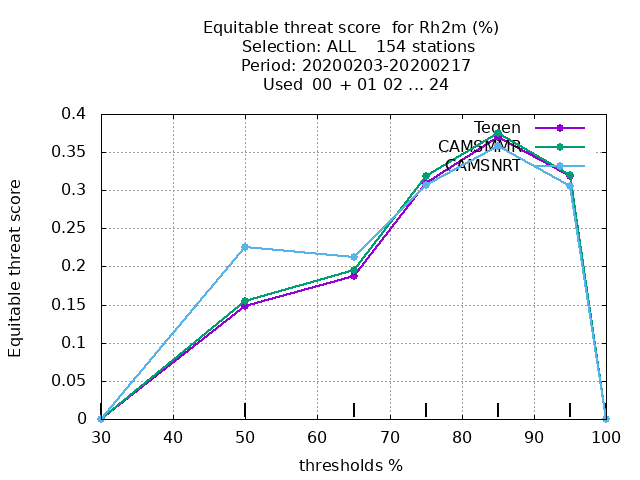 Equitable threat score for Rh2m (%)
Selection: ALL 154 stations
Period: 20200203-20200217
Used 00 + 01 02 ... 24
Equitable threat score
0.4
0.35
0.3
0.25
0.2
0.15
0.1
0.05
0
Tegen
CAMSMMR
CAMSNRT
30 40 50 60 70 80 90 100
thresholds %